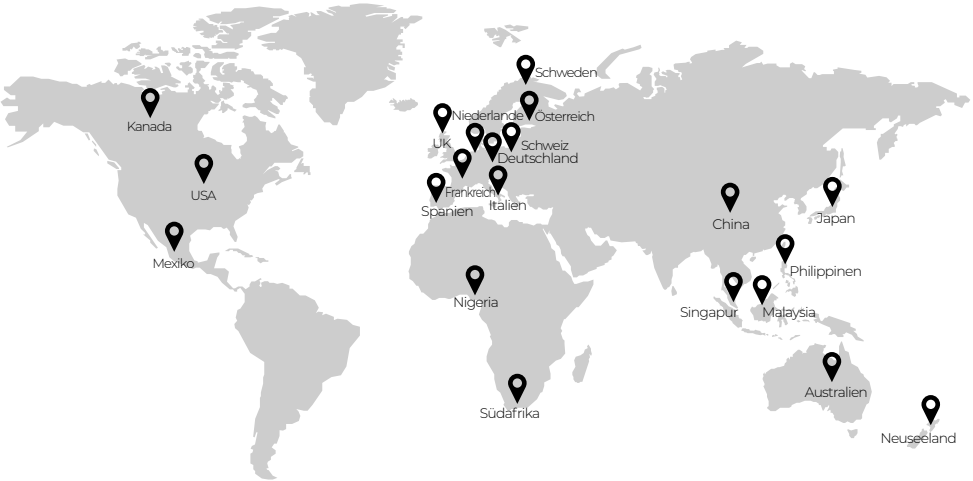 Schweden
Kanada
Niederlande
Österreich
UK
Schweiz
Deutschland
Frankreich
USA
Italien
Spanien
China
Japan
Mexiko
Philippinen
Nigeria
Singapur
Malaysia
Australien
Südafrika
Neuseeland